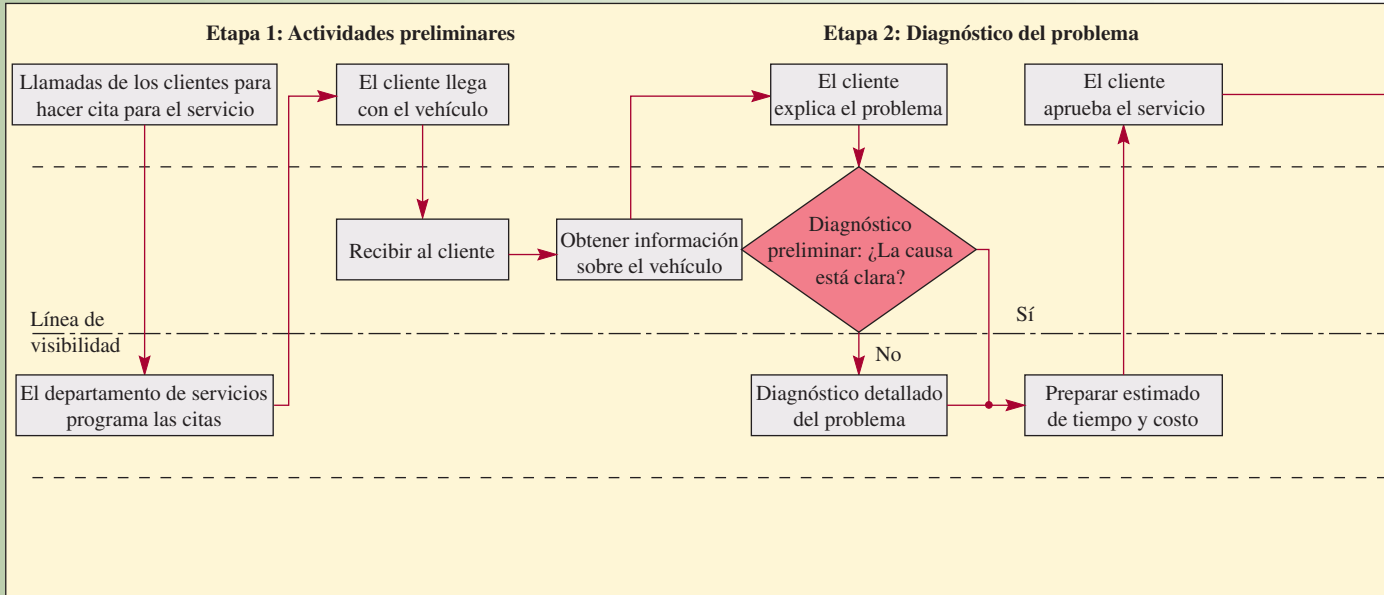 Etapa 1: Actividades preliminares
Etapa 2: Diagnóstico del problema
Llamadas de los clientes para
hacer cita para el servicio
El cliente llega
con el vehículo
El cliente
explica el problema
El cliente
aprueba el servicio
Recibir al cliente
Obtener información
sobre el vehículo
Diagnóstico
preliminar: ¿La causa
está clara?
Línea de
visibilidad
Sí
No
El departamento de servicios
programa las citas
Diagnóstico detallado
del problema
Preparar estimado
de tiempo y costo